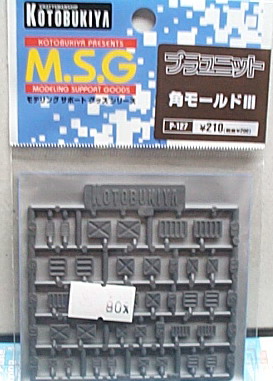 KOTOBUKIYA
KOTOBUKIYA PRESENTS
M.S.G
MODELING SUPPORT GOODS
モデリング サポート グッズ シリーズ
プラユニット
角モールドIII
P-127
¥210
KOTOBUKIYA